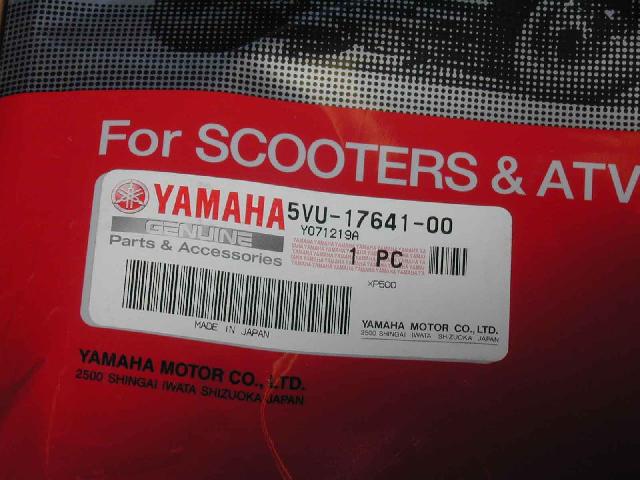 For SCOOTERS & ATV
YAMAHA
GENUINE
Parts & Accessories
5VU-17641-00
Y071219A
1 PC
XP500
MADE IN JAPAN
YAMAHA MOTOR CO., LTD.
2500 SHINGAI IWATA SHIZUOKA JAPAN
YAMAHA MOTOR CO., LTD.
2500 SHINGAI IWATA SHIZUOKA JAPAN